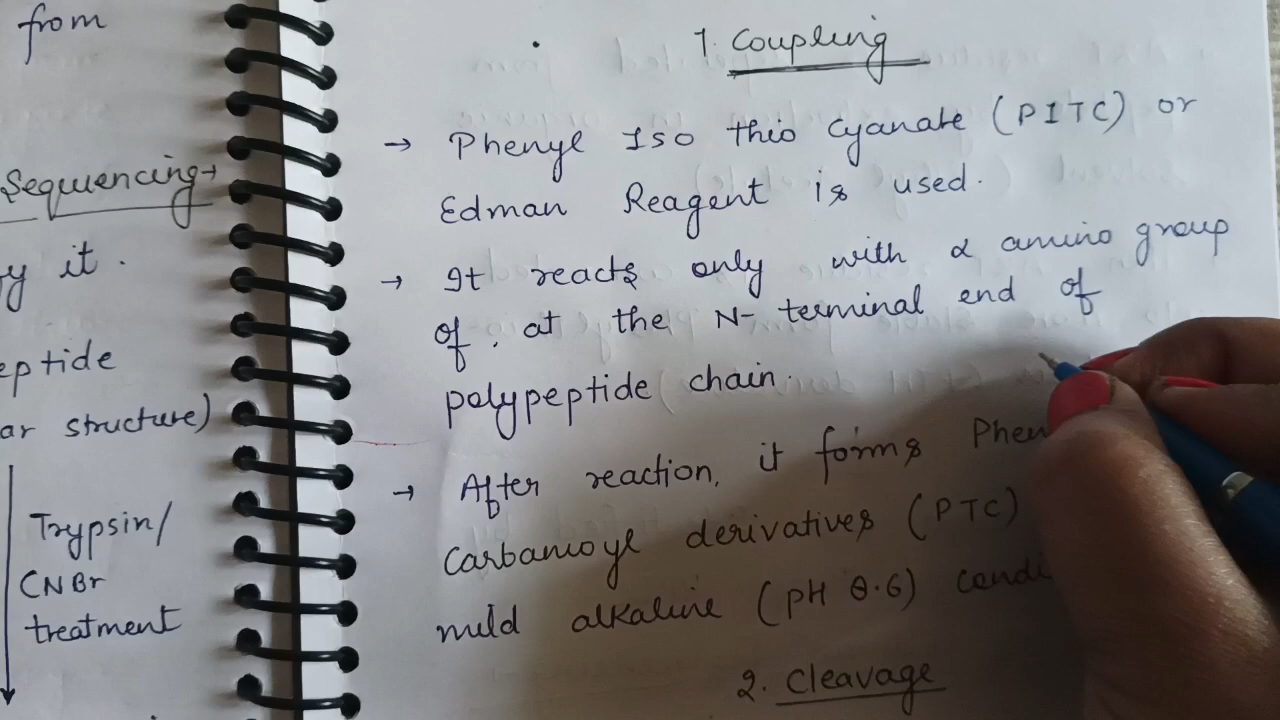 from
Sequencing→
y it.
eptide
ar structure)
Trypsin/
CNBr
treatment
1. Coupling
→ Phenyl Iso thio Cyanate (PITC) or
Edman Reagent is used.
→ It reacts only with α amino group
of, at the N- terminal end of
polypeptide chain.
→ After reaction, it forms Phen
Carbamoyl derivatives (PTC)
mild alkaline (pH 8.6) condi
2. Cleavage